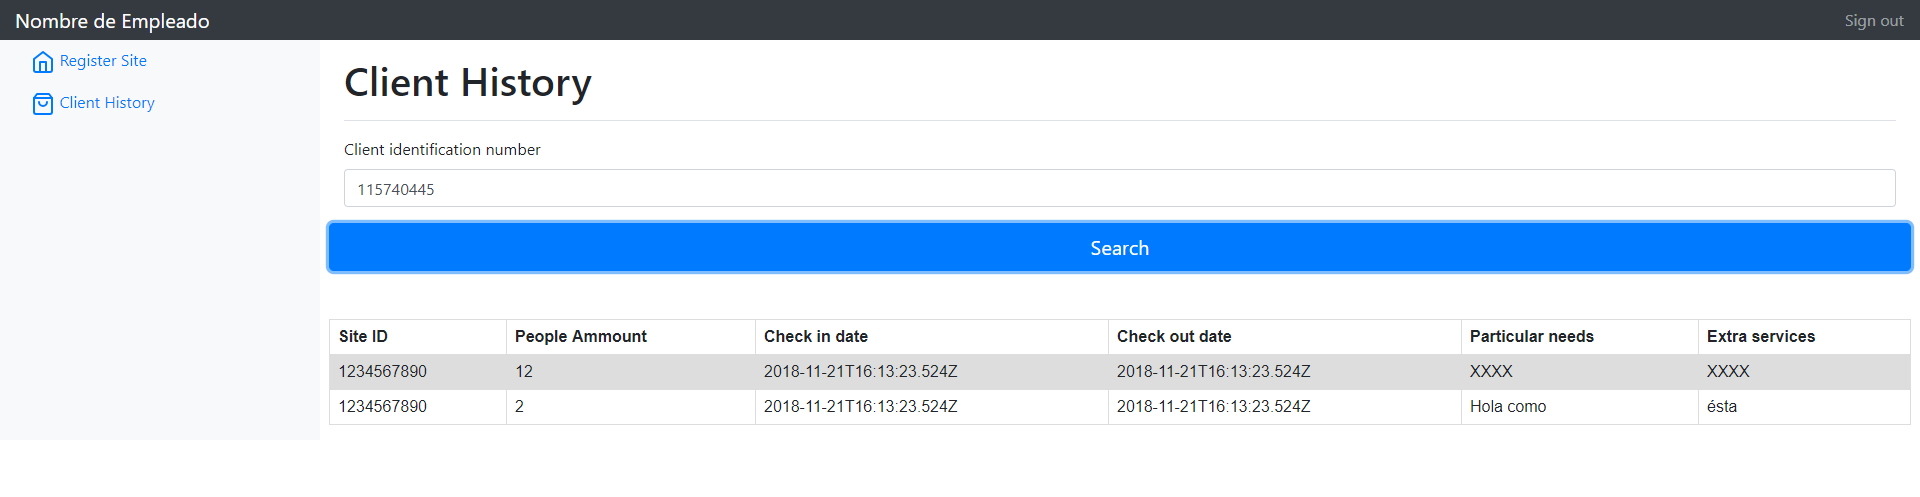 Nombre de Empleado Sign out
Register Site
Client History
Client History
Client identification number
115740445
Search
Site ID People Ammount Check in date Check out date Particular needs Extra services
1234567890 12 2018-11-21T16:13:23.524Z 2018-11-21T16:13:23.524Z XXXX XXXX
1234567890 2 2018-11-21T16:13:23.524Z 2018-11-21T16:13:23.524Z Hola como ésta